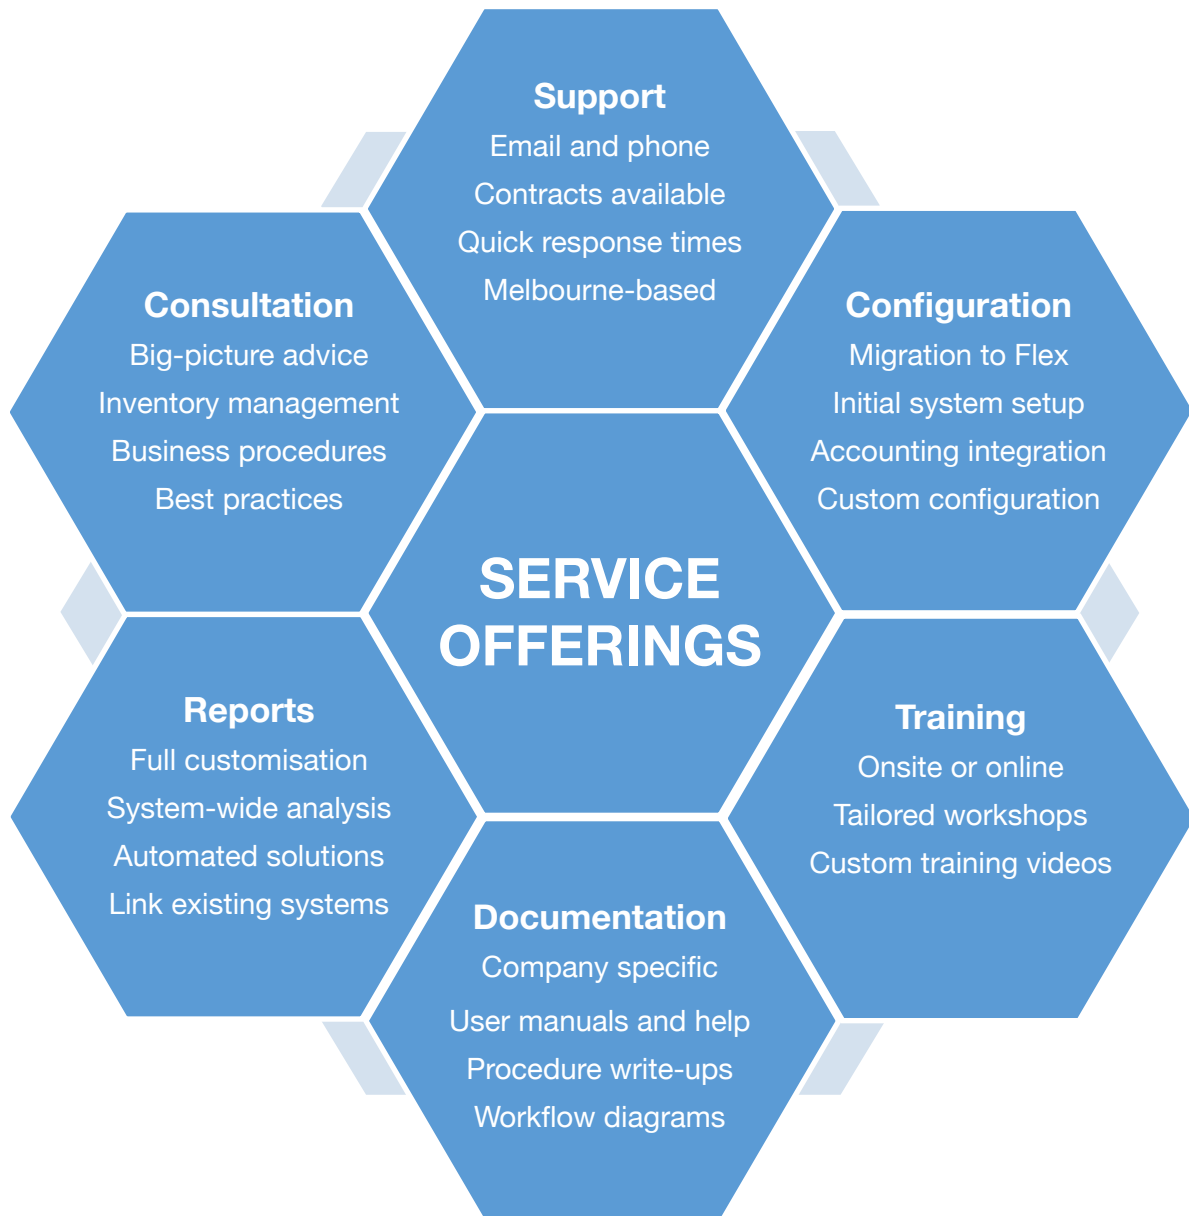 Support
Email and phone
Contracts available
Quick response times
Melbourne-based
Consultation
Big-picture advice
Inventory management
Business procedures
Best practices
Configuration
Migration to Flex
Initial system setup
Accounting integration
Custom configuration
SERVICE
OFFERINGS
Reports
Full customisation
System-wide analysis
Automated solutions
Link existing systems
Training
Onsite or online
Tailored workshops
Custom training videos
Documentation
Company specific
User manuals and help
Procedure write-ups
Workflow diagrams